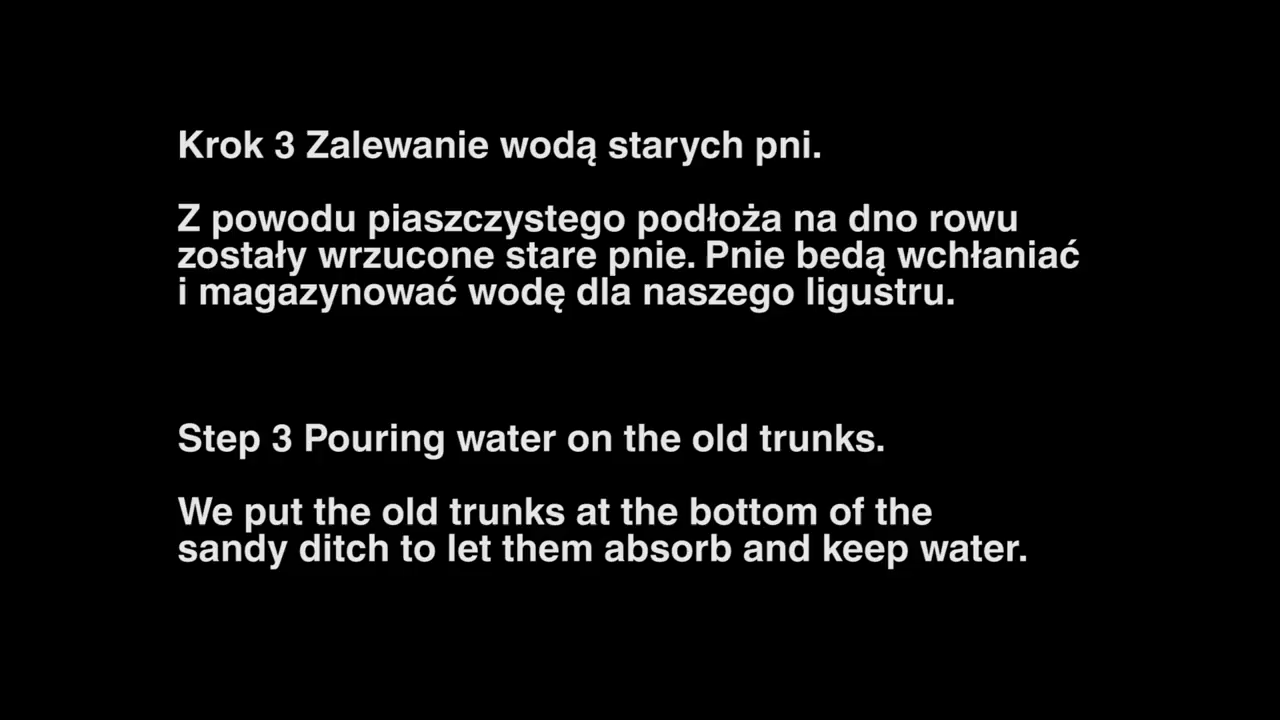 Krok 3 Zalewanie wodą starych pni.
Z powodu piaszczystego podłoża na dno rowu
zostały wrzucone stare pnie. Pnie bedą wchłaniać
i magazynować wodę dla naszego ligustru.
Step 3 Pouring water on the old trunks.
We put the old trunks at the bottom of the
sandy ditch to let them absorb and keep water.